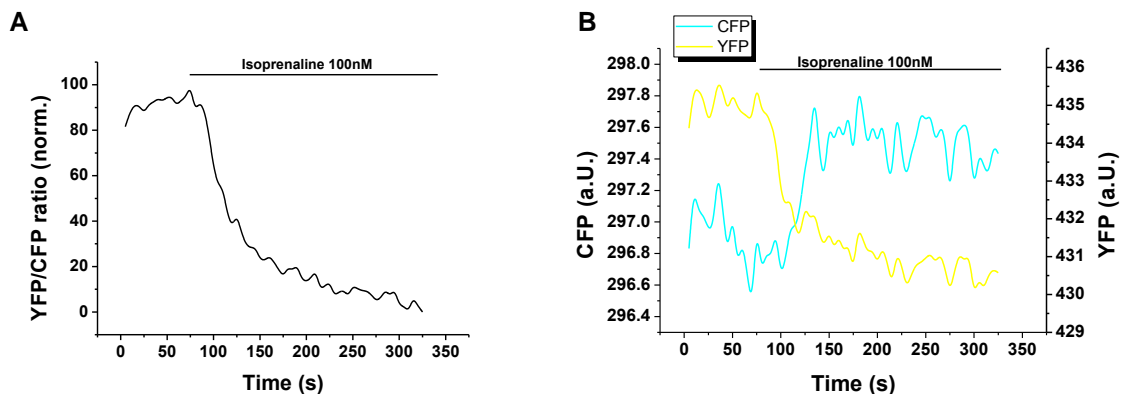 A
Isoprenaline 100nM
YFP/CFP ratio (norm.)
100
80
60
40
20
0
0 50 100 150 200 250 300 350
Time (s)
B
CFP
YFP
Isoprenaline 100nM
CFP (a.U.)
298.0
297.8
297.6
297.4
297.2
297.0
296.8
296.6
296.4
YFP (a.U.)
436
435
434
433
432
431
430
429
0 50 100 150 200 250 300 350
Time (s)